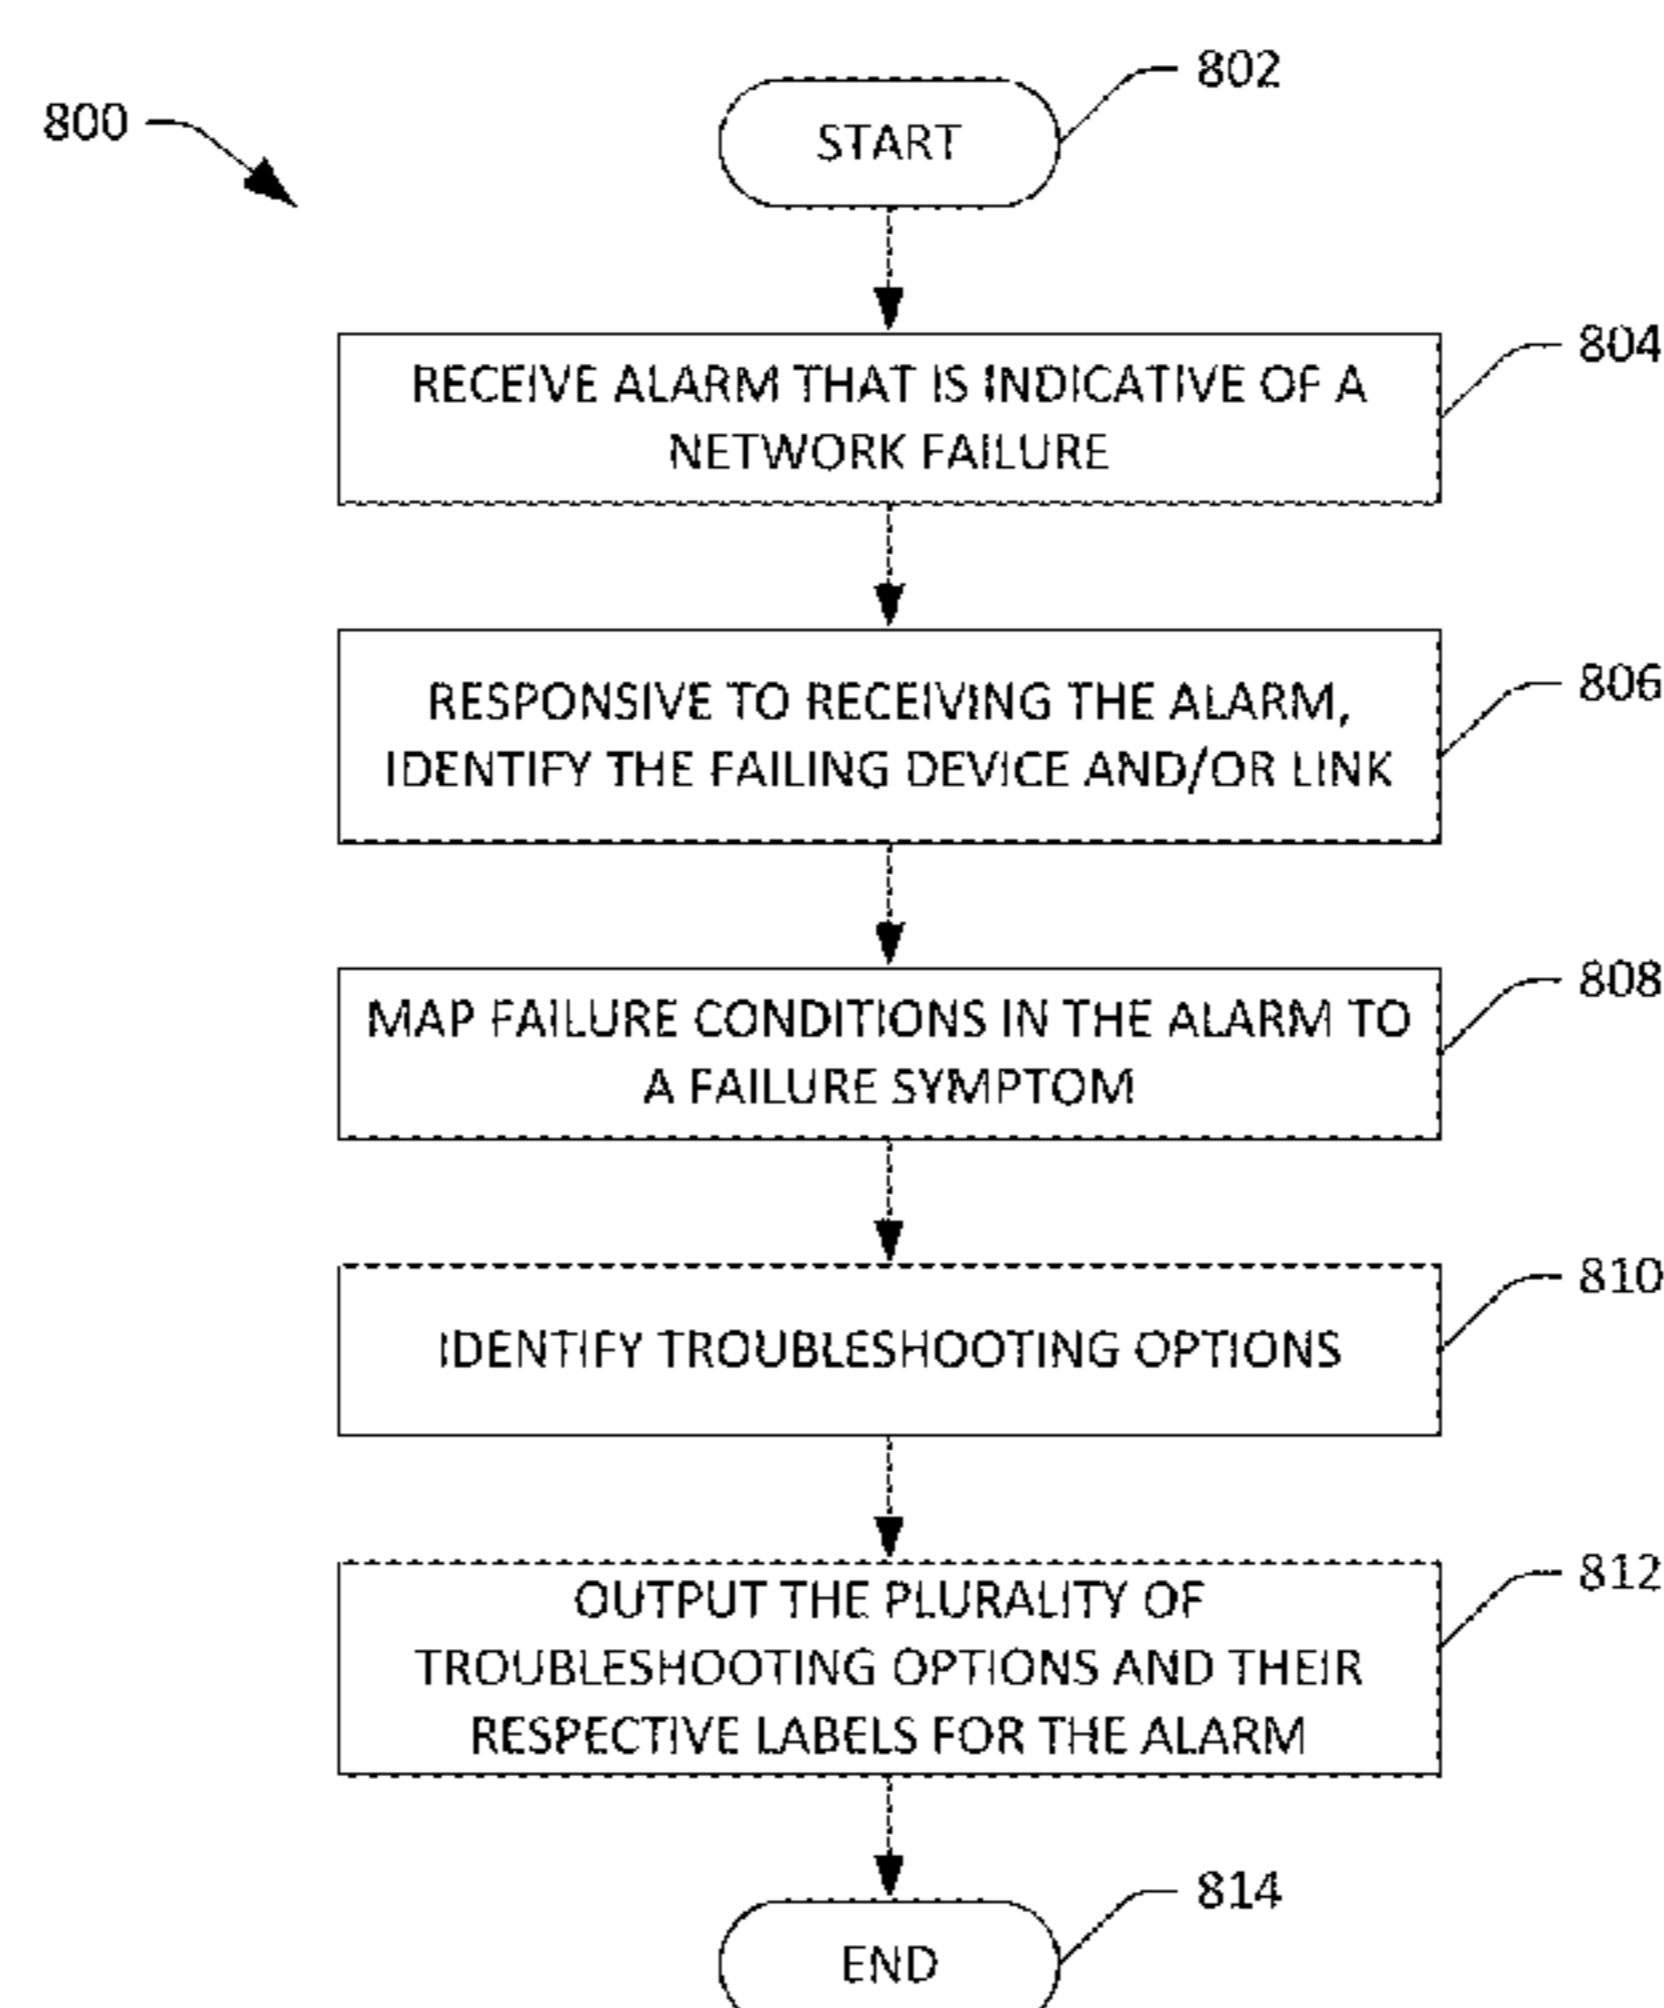 802
800
START
804
RECEIVE ALARM THAT IS INDICATIVE OF A
NETWORK FAILURE
806
RESPONSIVE TO RECEIVING THE ALARM,
IDENTIFY THE FAILING DEVICE AND/OR LINK
808
MAP FAILURE CONDITIONS IN THE ALARM TO
A FAILURE SYMPTOM
810
IDENTIFY TROUBLESHOOTING OPTIONS
812
OUTPUT THE PLURALITY OF
TROUBLESHOOTING OPTIONS AND THEIR
RESPECTIVE LABELS FOR THE ALARM
814
END